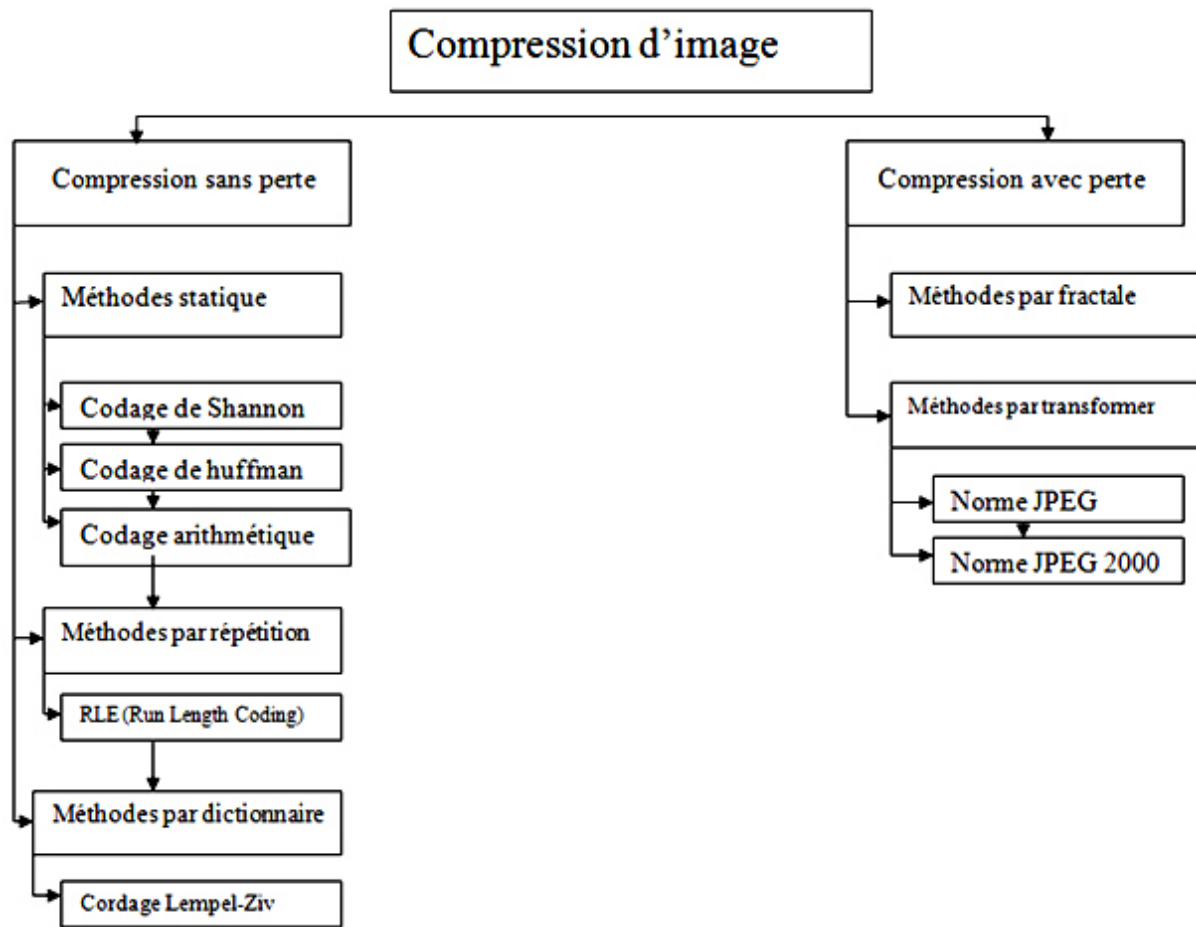 Compression d’image
Compression sans perte
Compression avec perte
Méthodes statique
Codage de Shannon
Codage de huffman
Codage arithmétique
Méthodes par répétition
RLE (Run Length Coding)
Méthodes par dictionnaire
Cordage Lempel-Ziv
Méthodes par fractale
Méthodes par transformer
Norme JPEG
Norme JPEG 2000